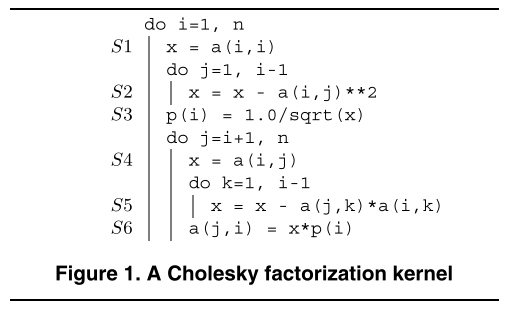 do i=1, n
S1 x = a(i,i)
do j=1, i-1
S2 x = x - a(i,j)**2
S3 p(i) = 1.0/sqrt(x)
do j=i+1, n
S4 x = a(i,j)
do k=1, i-1
S5 x = x - a(j,k)*a(i,k)
S6 a(j,i) = x*p(i)
Figure 1. A Cholesky factorization kernel